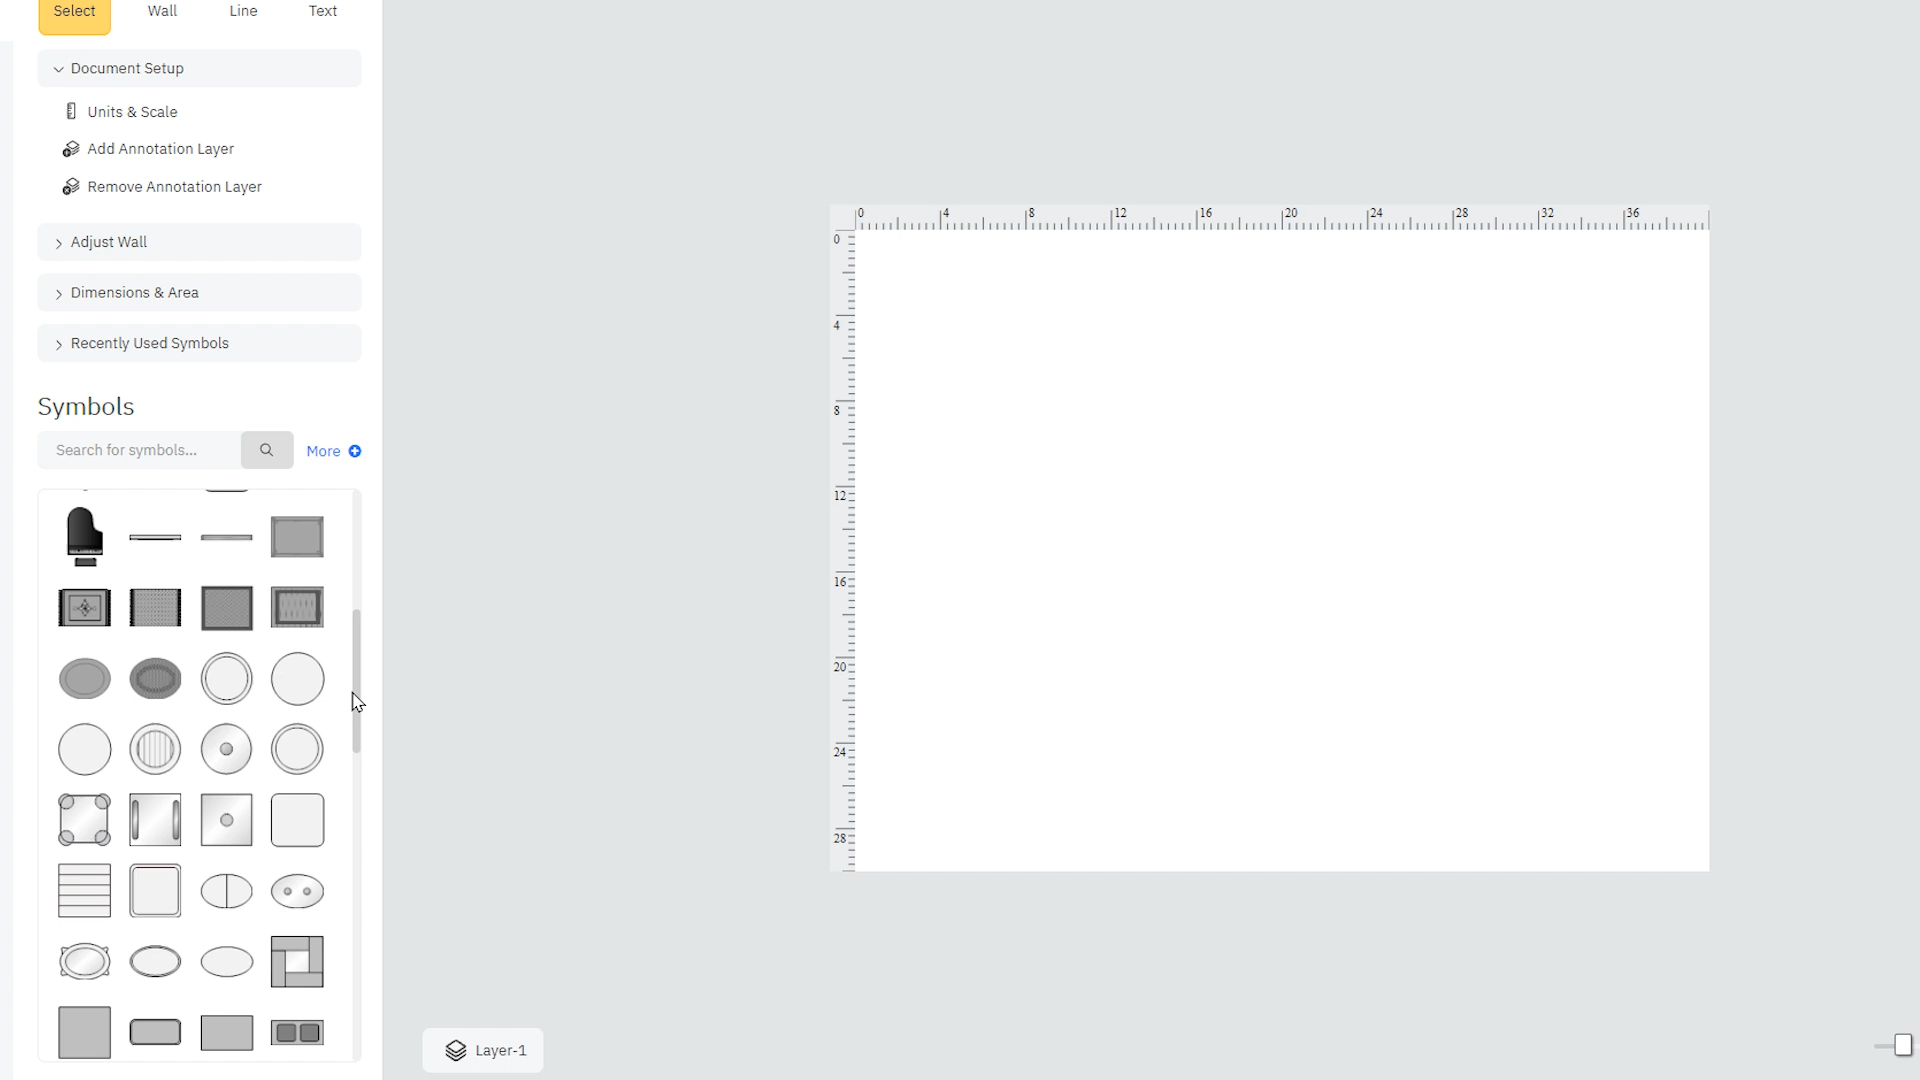 Select Wall Line Text
Document Setup
Units & Scale
Add Annotation Layer
Remove Annotation Layer
Adjust Wall
Dimensions & Area
Recently Used Symbols
Symbols
Search for symbols... More
0 4 8 12 16 20 24 28 32 36
0
4
8
12
16
20
24
28
Layer-1